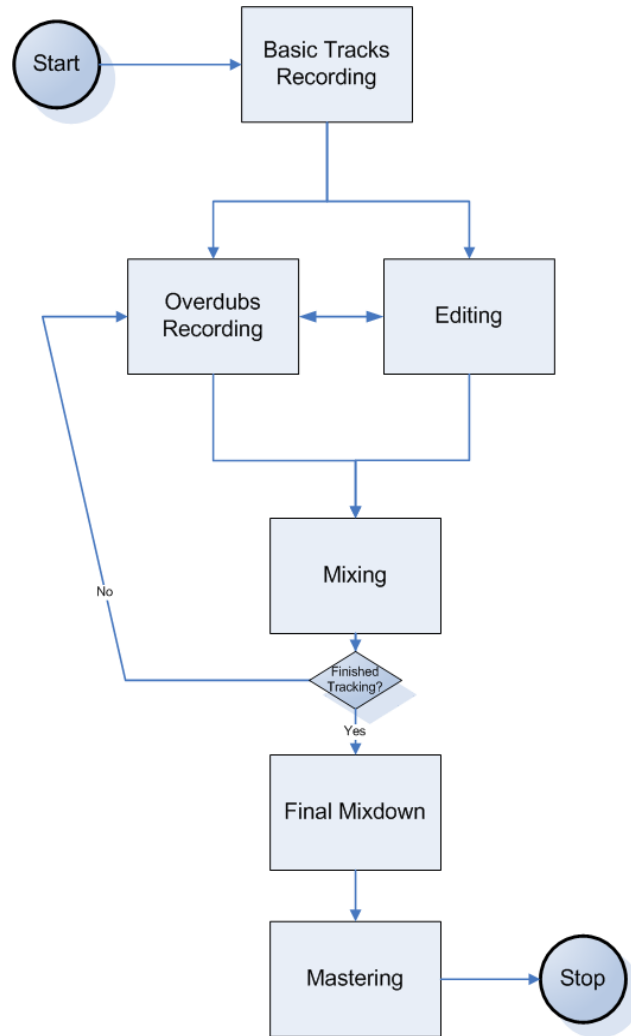 Start
Basic Tracks
Recording
Overdubs
Recording
Editing
Mixing
No
Finished
Tracking?
Yes
Final Mixdown
Mastering
Stop